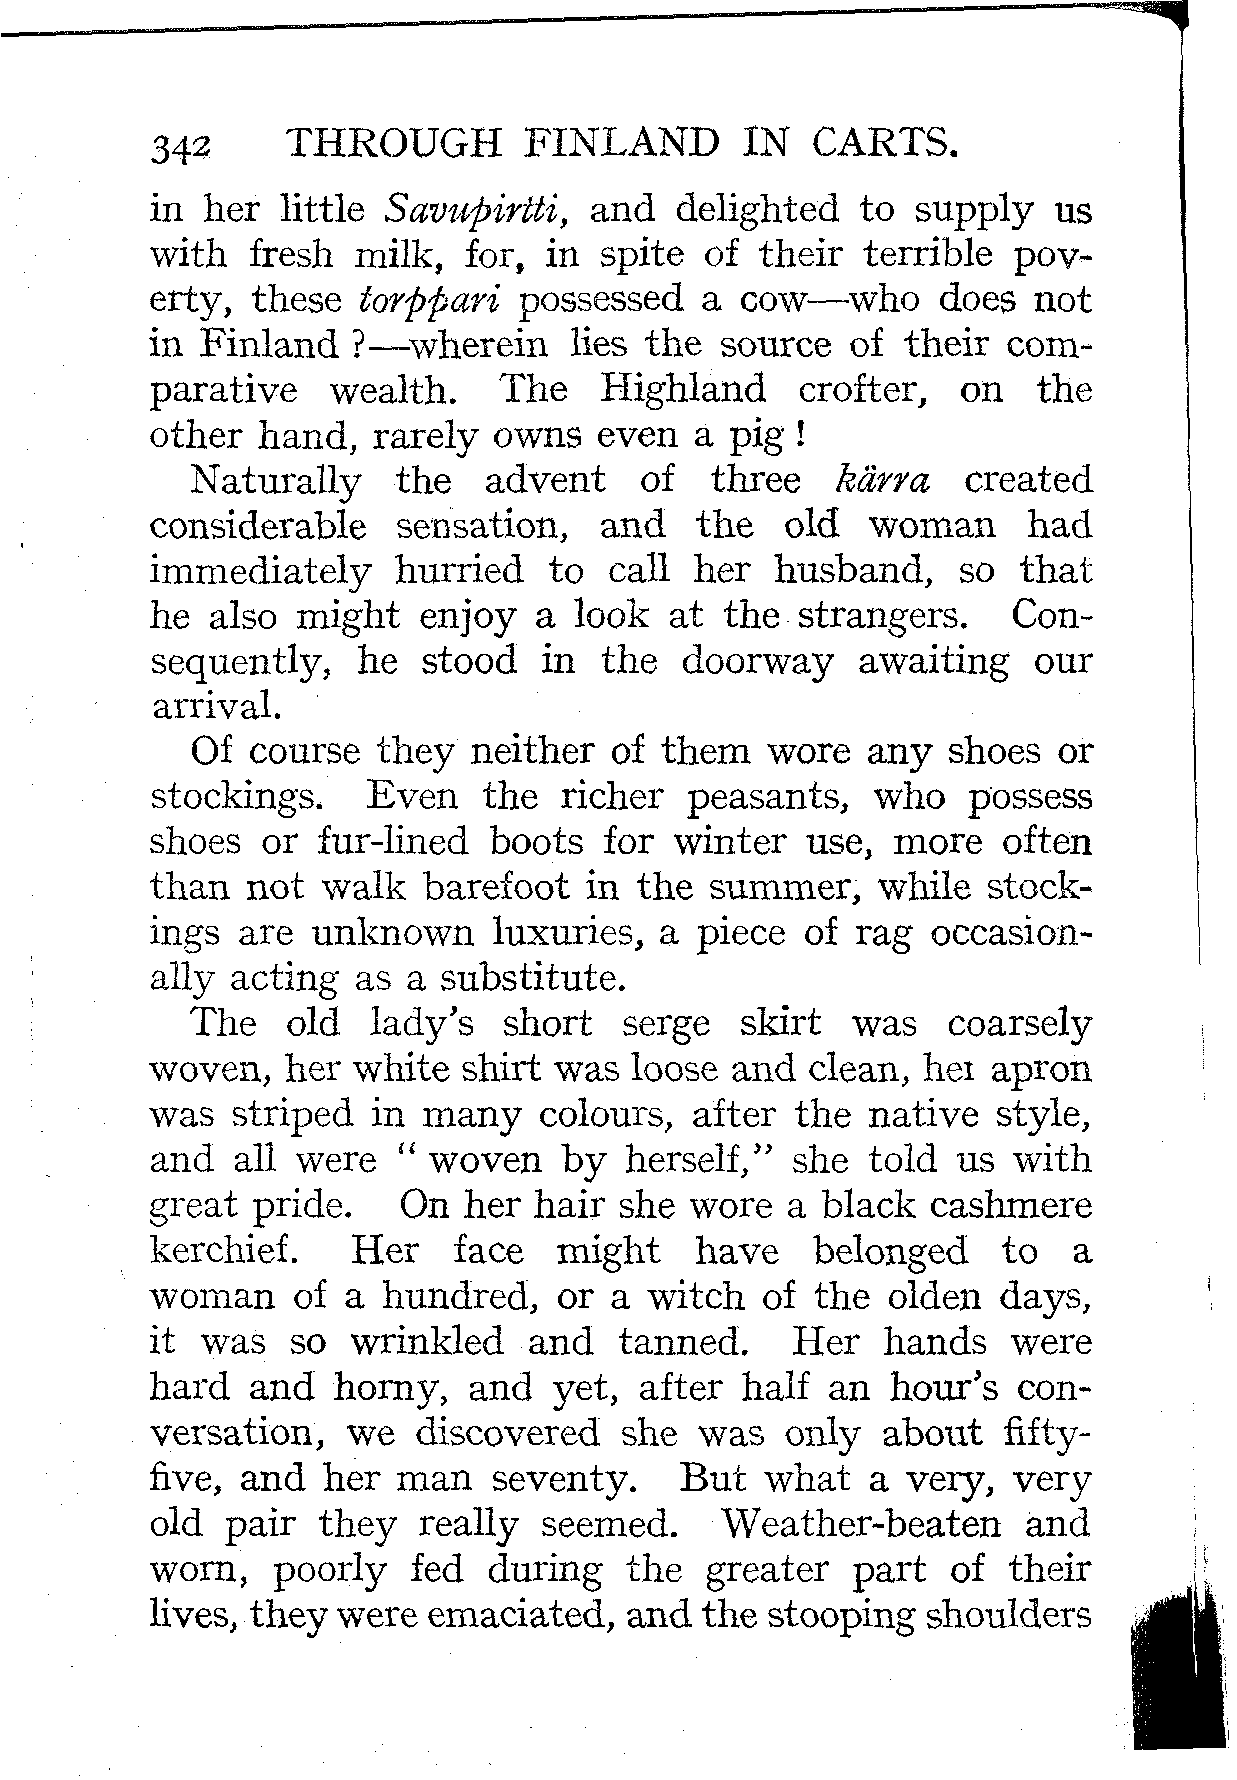 342 THROUGH FINLAND IN CARTS.
in her little Savupirtti, and delighted to supply us
with fresh milk, for, in spite of their terrible pov-
erty, these torppari possessed a cow—who does not
in Finland ?—wherein lies the source of their com-
parative wealth. The Highland crofter, on the
other hand, rarely owns even a pig !
Naturally the advent of three kärra created
considerable sensation, and the old woman had
immediately hurried to call her husband, so that
he also might enjoy a look at the strangers. Con-
sequently, he stood in the doorway awaiting our
arrival.
Of course they neither of them wore any shoes or
stockings. Even the richer peasants, who possess
shoes or fur-lined boots for winter use, more often
than not walk barefoot in the summer, while stock-
ings are unknown luxuries, a piece of rag occasion-
ally acting as a substitute.
The old lady's short serge skirt was coarsely
woven, her white shirt was loose and clean, her apron
was striped in many colours, after the native style,
and all were " woven by herself," she told us with
great pride. On her hair she wore a black cashmere
kerchief. Her face might have belonged to a
woman of a hundred, or a witch of the olden days,
it was so wrinkled and tanned. Her hands were
hard and horny, and yet, after half an hour's con-
versation, we discovered she was only about fifty-
five, and her man seventy. But what a very, very
old pair they really seemed. Weather-beaten and
worn, poorly fed during the greater part of their
lives, they were emaciated, and the stooping shoulders